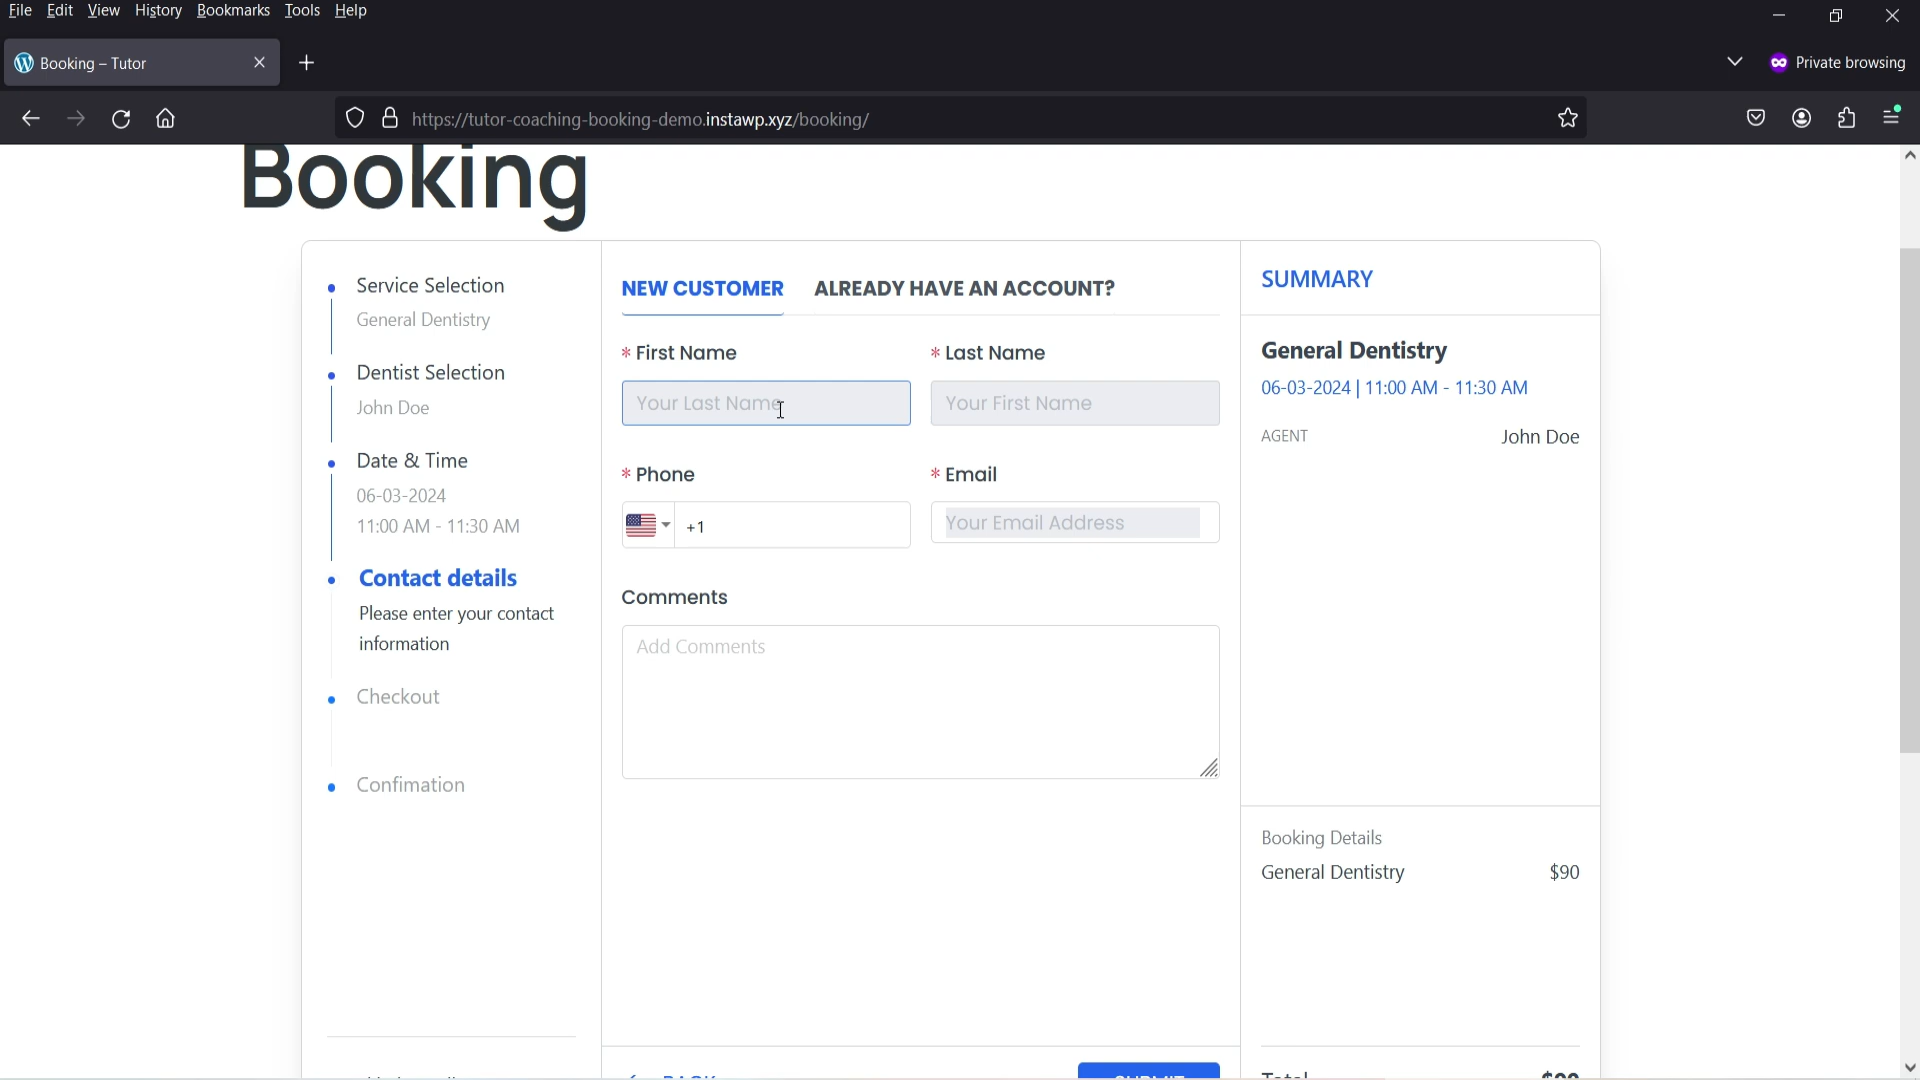 File Edit View History Bookmarks Tools Help
Booking – Tutor
Private browsing
https://tutor-coaching-booking-demo.instawp.xyz/booking/
Booking
Service Selection
General Dentistry
Dentist Selection
John Doe
Date & Time
06-03-2024
11:00 AM - 11:30 AM
Contact details
Please enter your contact
information
Checkout
Confimation
NEW CUSTOMER ALREADY HAVE AN ACCOUNT?
* First Name * Last Name
Your Last Name Your First Name
* Phone * Email
+1 Your Email Address
Comments
Add Comments
BACK SUBMIT
SUMMARY
General Dentistry
06-03-2024 | 11:00 AM - 11:30 AM
AGENT John Doe
Booking Details
General Dentistry $90
Total $90